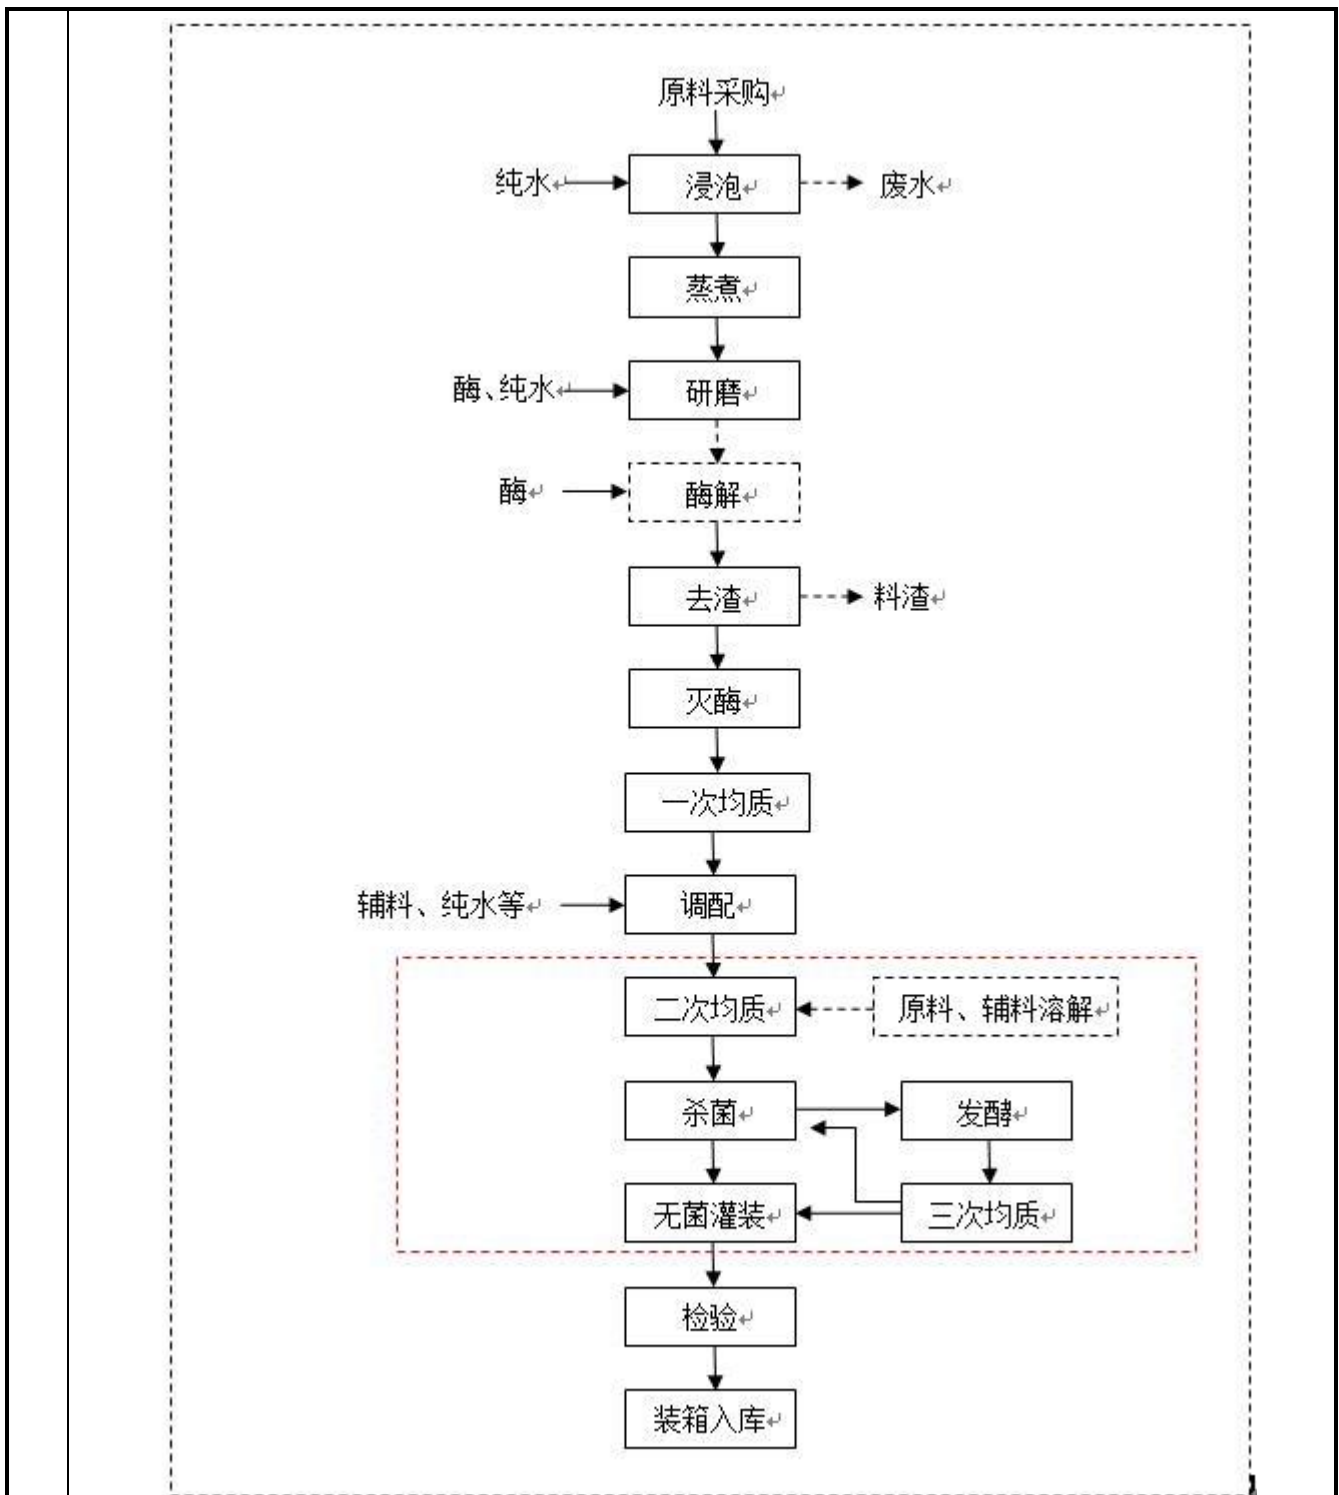 原料采购
纯水
浸泡
废水
蒸煮
酶、纯水
研磨
酶
酶解
去渣
料渣
灭酶
一次均质
辅料、纯水等
调配
二次均质
原料、辅料溶解
杀菌
发酵
无菌灌装
三次均质
检验
装箱入库